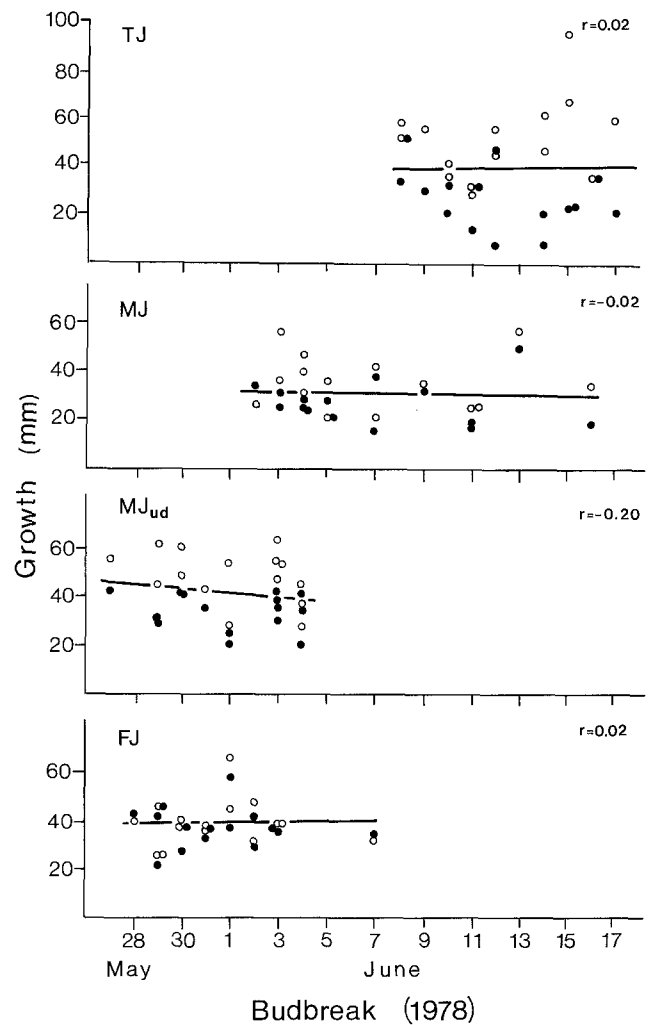 TJ
r=0.02
100
80
60
40
20
MJ
r=-0.02
60
40
20
MJud
r=-0.20
60
40
20
FJ
r=0.02
60
40
20
Growth (mm)
28 30 1 3 5 7 9 11 13 15 17
May June
Budbreak (1978)